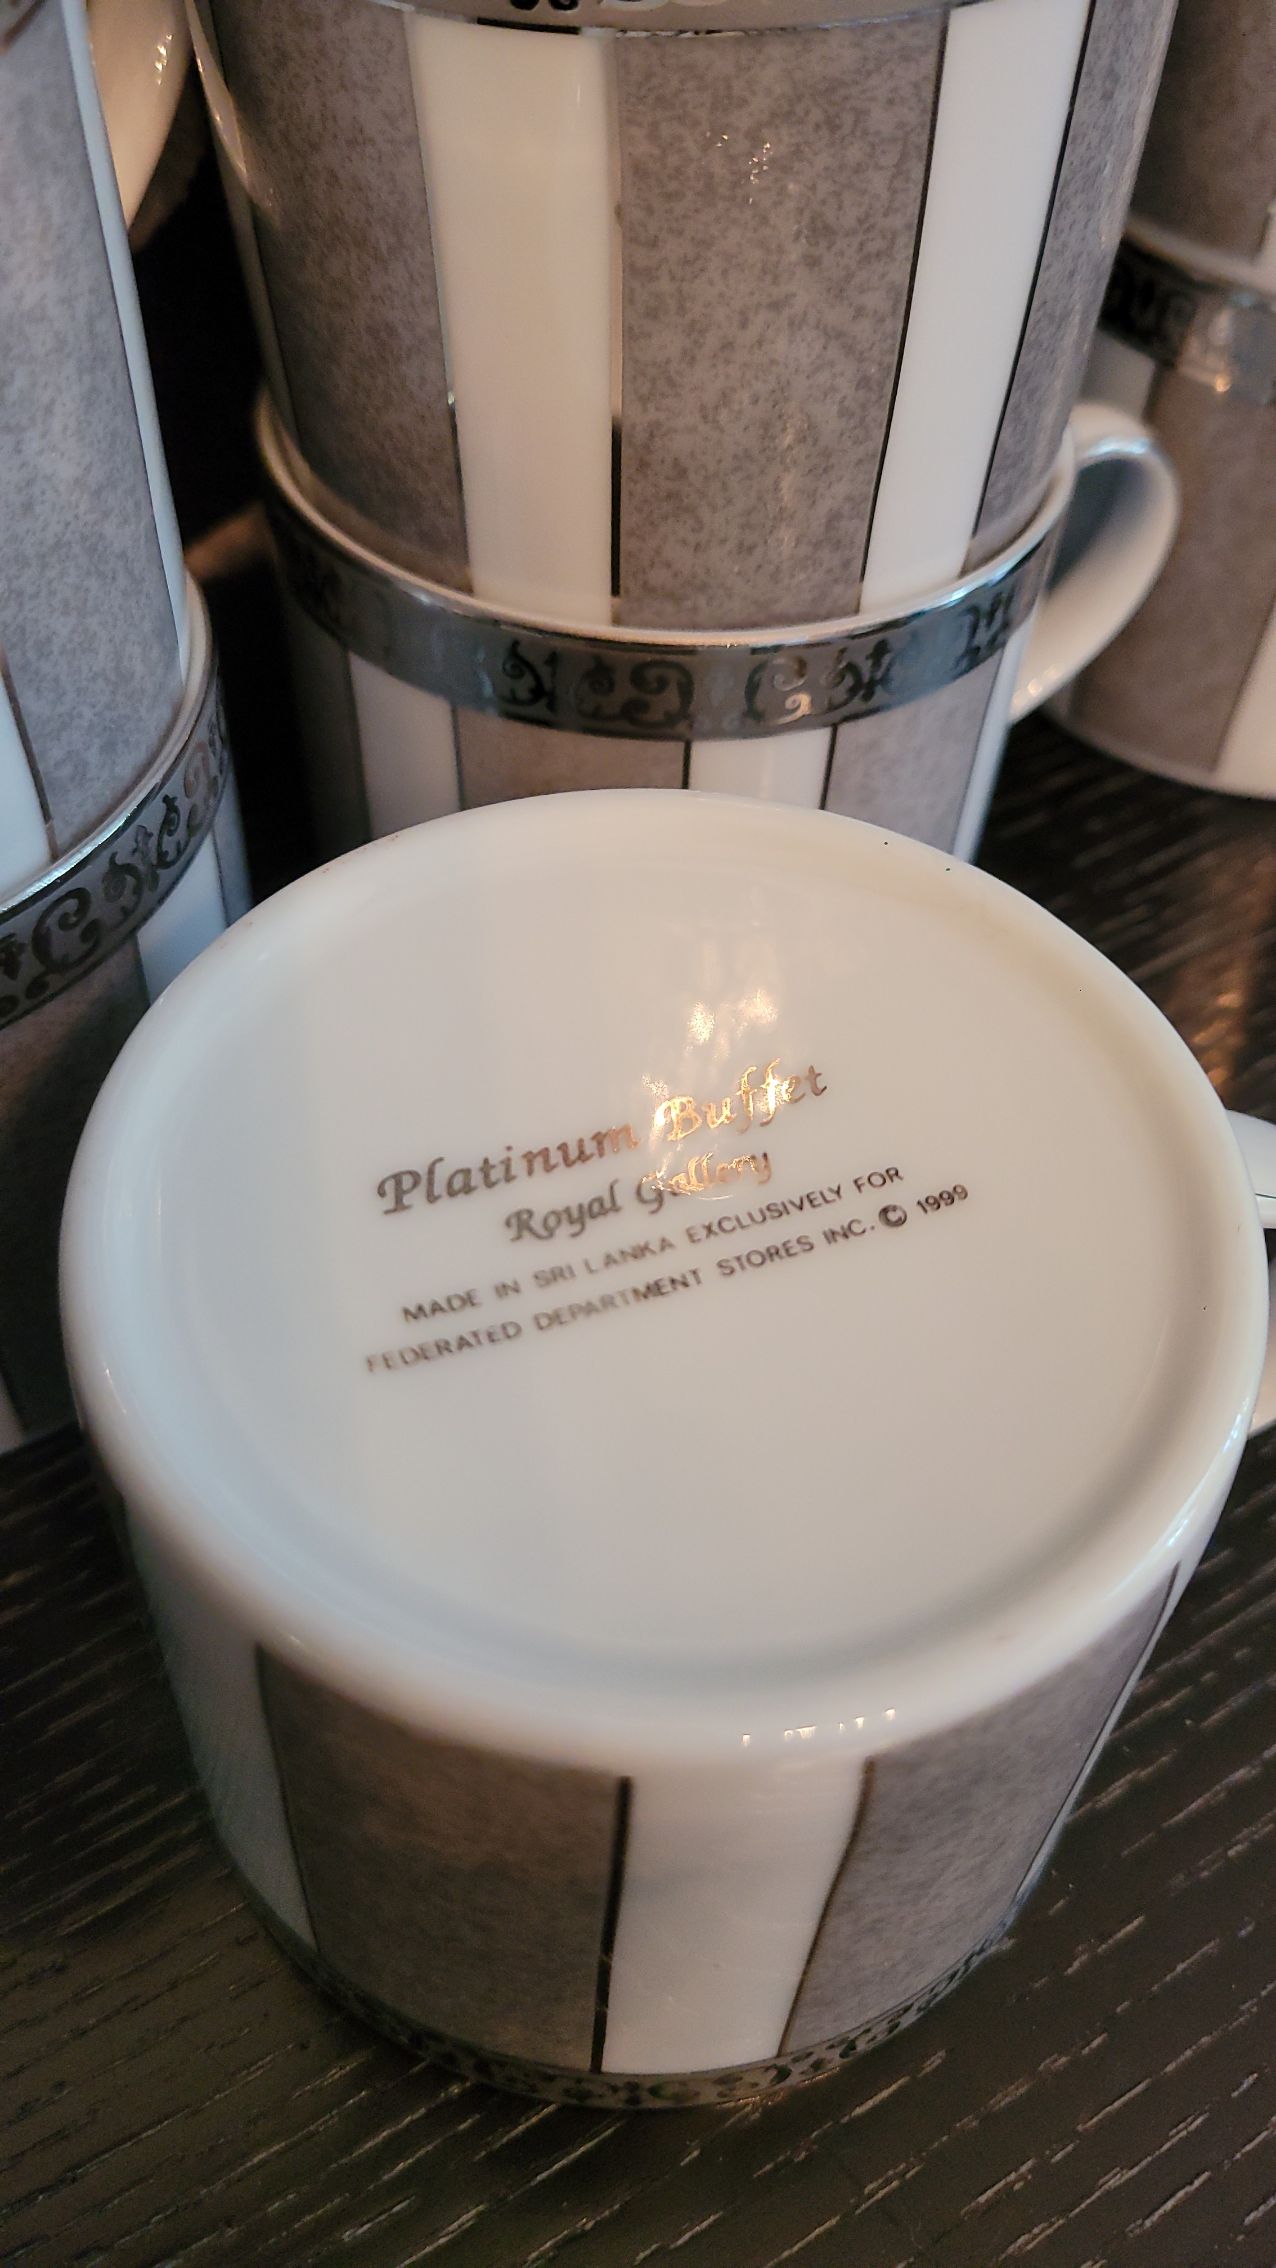 Platinum Buffet
Royal Gallery
MADE IN SRI LANKA EXCLUSIVELY FOR
FEDERATED DEPARTMENT STORES INC. © 1999